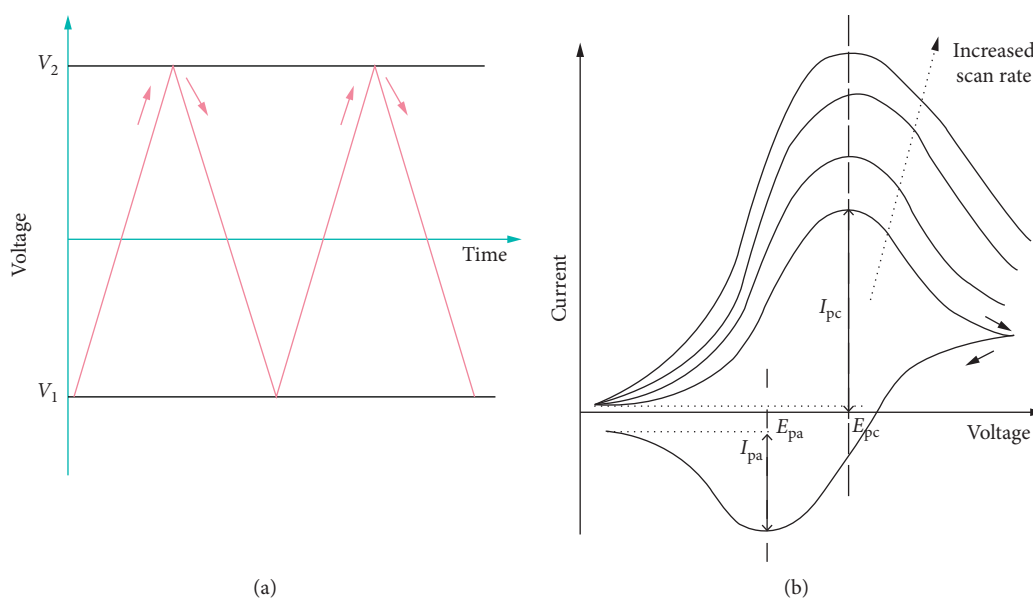 V2
Voltage
Time
V1
(a)
Increased
scan rate
Current
Ipc
Epa
Epc
Voltage
Ipa
(b)